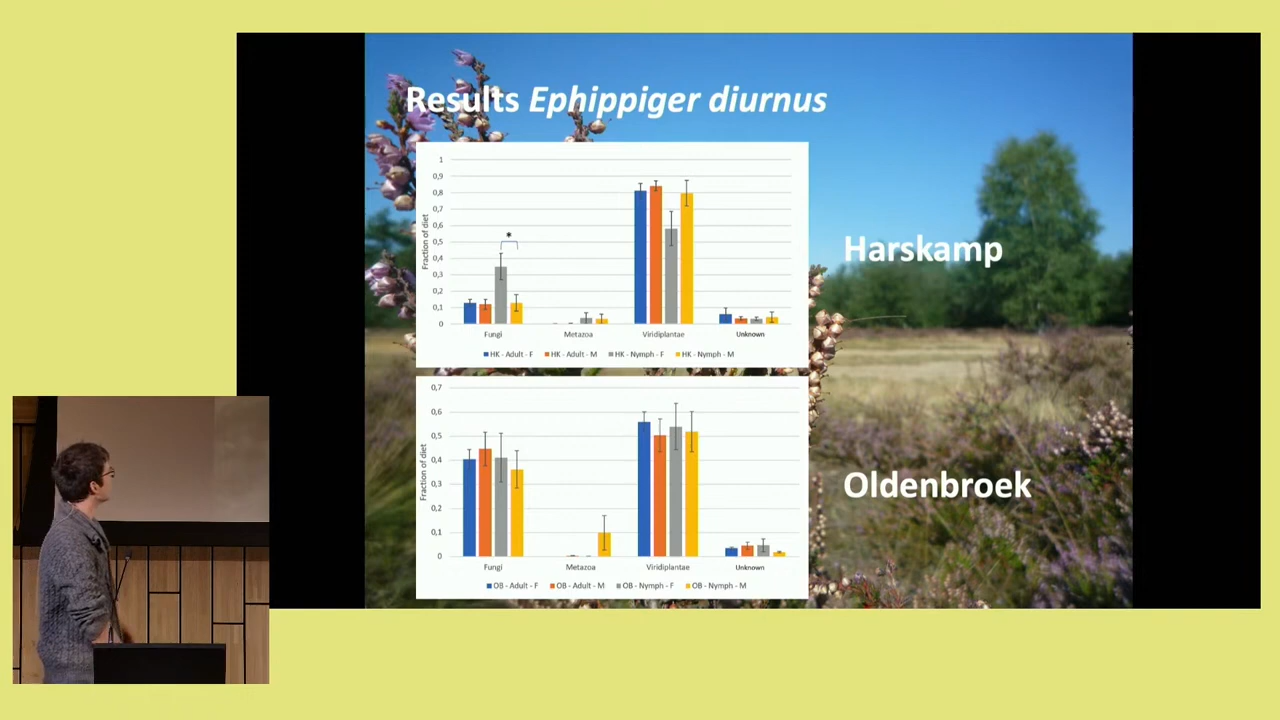 Results Ephippiger diurnus
1
0,9
0,8
0,7
0,6
0,5
0,4
0,3
0,2
0,1
0
Fraction of diet
*
Fungi Metazoa Viridiplantae Unknown
HK - Adult - F HK - Adult - M HK - Nymph - F HK - Nymph - M
Harskamp
0,7
0,6
0,5
0,4
0,3
0,2
0,1
0
Fraction of diet
Fungi Metazoa Viridiplantae Unknown
OB - Adult - F OB - Adult - M OB - Nymph - F OB - Nymph - M
Oldenbroek